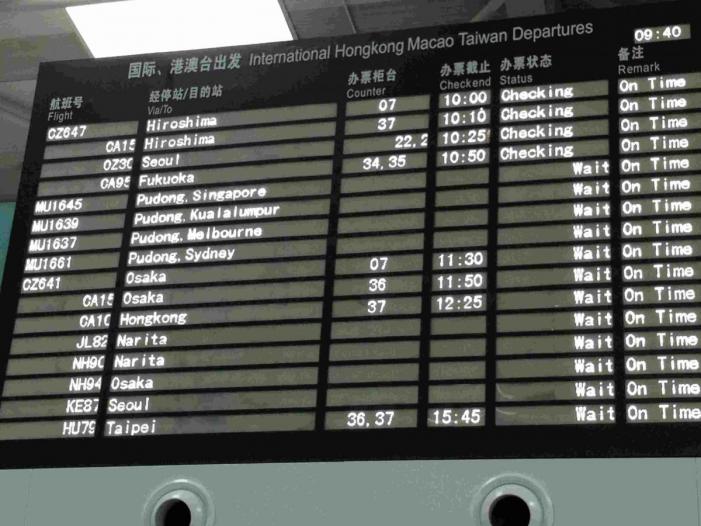 国际、港澳台出发 International Hongkong Macao Taiwan Departures 09:40
航班号 经停站/目的站 办票柜台 办票截止 办票状态 备注
Flight Via/To Counter Checkend Status Remark
CZ647 Hiroshima 07 10:00 Checking On Time
CA15 Hiroshima 37 10:10 Checking On Time
OZ30 Seoul 22,2 10:25 Checking On Time
CA95 Fukuoka 34,35 10:50 Checking On Time
MU1645 Pudong,Singapore Wait On Time
MU1639 Pudong,Kualalumpur Wait On Time
MU1637 Pudong,Melbourne Wait On Time
MU1661 Pudong,Sydney Wait On Time
CZ641 Osaka 07 11:30 Wait On Time
CA15 Osaka 36 11:50 Wait On Time
CA10 Hongkong 37 12:25 Wait On Time
JL82 Narita Wait On Time
NH90 Narita Wait On Time
NH94 Osaka Wait On Time
KE87 Seoul Wait On Time
HU79 Taipei 36,37 15:45 Wait On Time